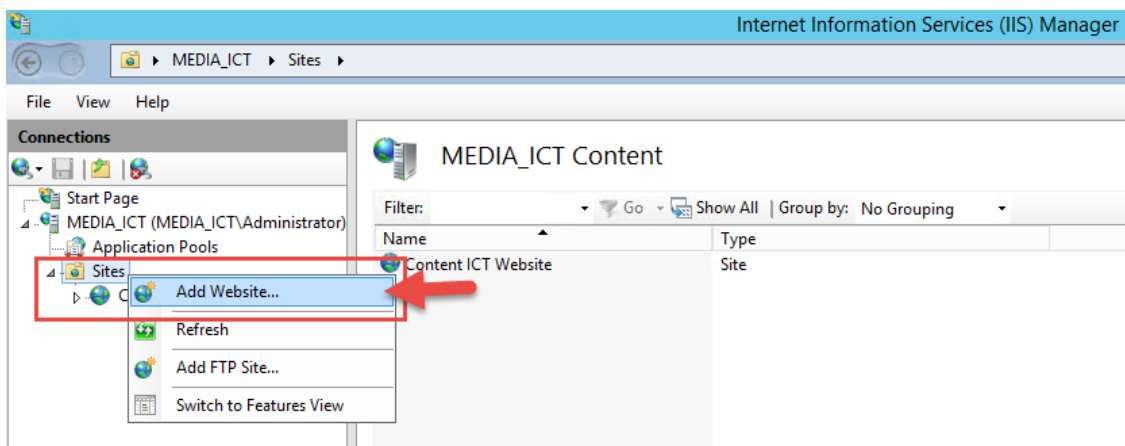 Internet Information Services (IIS) Manager
MEDIA_ICT Sites
File View Help
Connections
MEDIA_ICT Content
Start Page
Filter: Go Show All Group by: No Grouping
MEDIA_ICT (MEDIA_ICT\Administrator)
Name Type
Application Pools
Content ICT Website Site
Sites
Add Website...
Refresh
Add FTP Site...
Switch to Features View